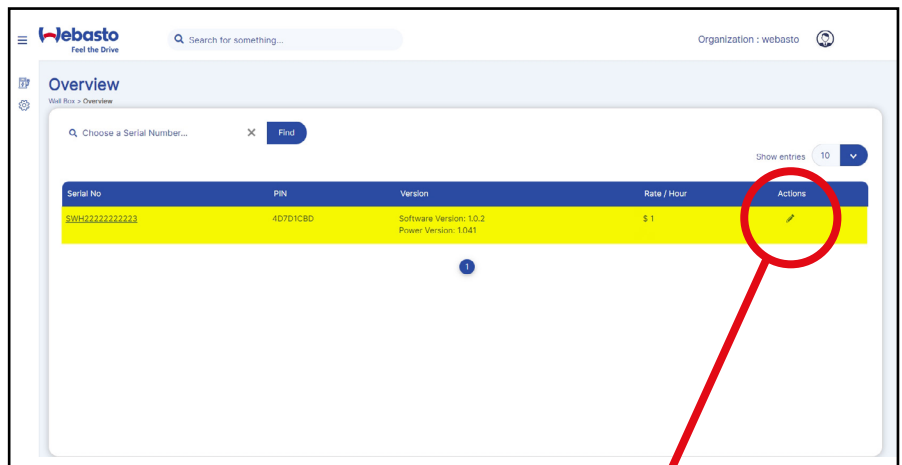 Webasto
Feel the Drive
Search for something...
Organization : webasto
Overview
Wall Box > Overview
Choose a Serial Number...
Find
Show entries 10
Serial No PIN Version Rate / Hour Actions
SWH22222222223 4D7D1CBD Software Version: 1.0.2 $ 1
Power Version: 1.041
1